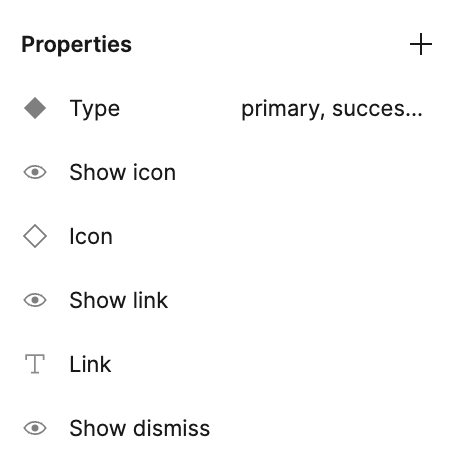 Properties
Type primary, succes...
Show icon
Icon
Show link
Link
Show dismiss